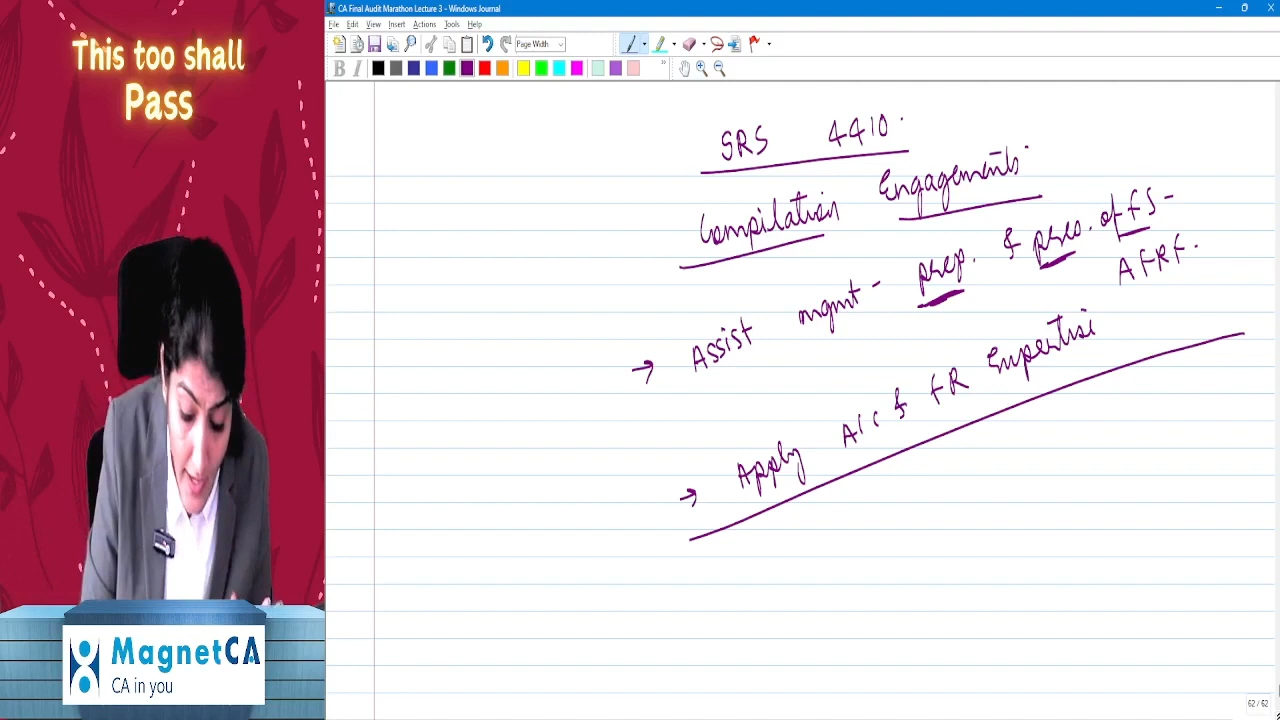 This too shall
Pass
MagnetCA
CA in you
CA Final Audit Marathon Lecture 3 - Windows Journal
File Edit View Insert Actions Tools Help
Page Width
B I
SRS 4410.
Compilation Engagements
→ Assist mgmt - prep. & pres. of FS -
AFRF.
→ Apply A/c & FR Expertise
62 / 62